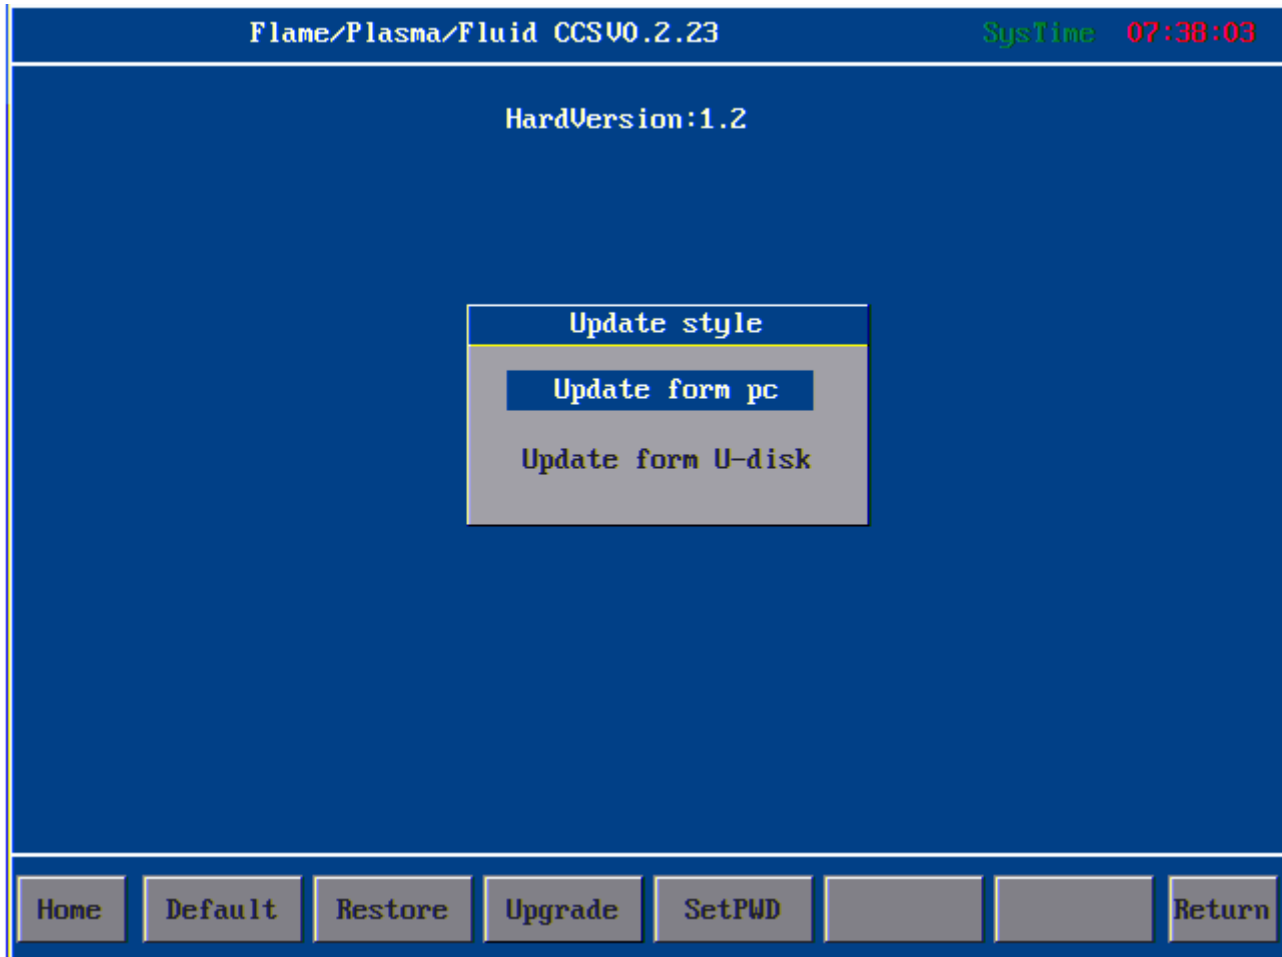 Flame/Plasma/Fluid CCSV0.2.23 SysTime 07:38:03
HardVersion:1.2
Update style
Update form pc
Update form U-disk
Home Default Restore Upgrade SetPWD Return